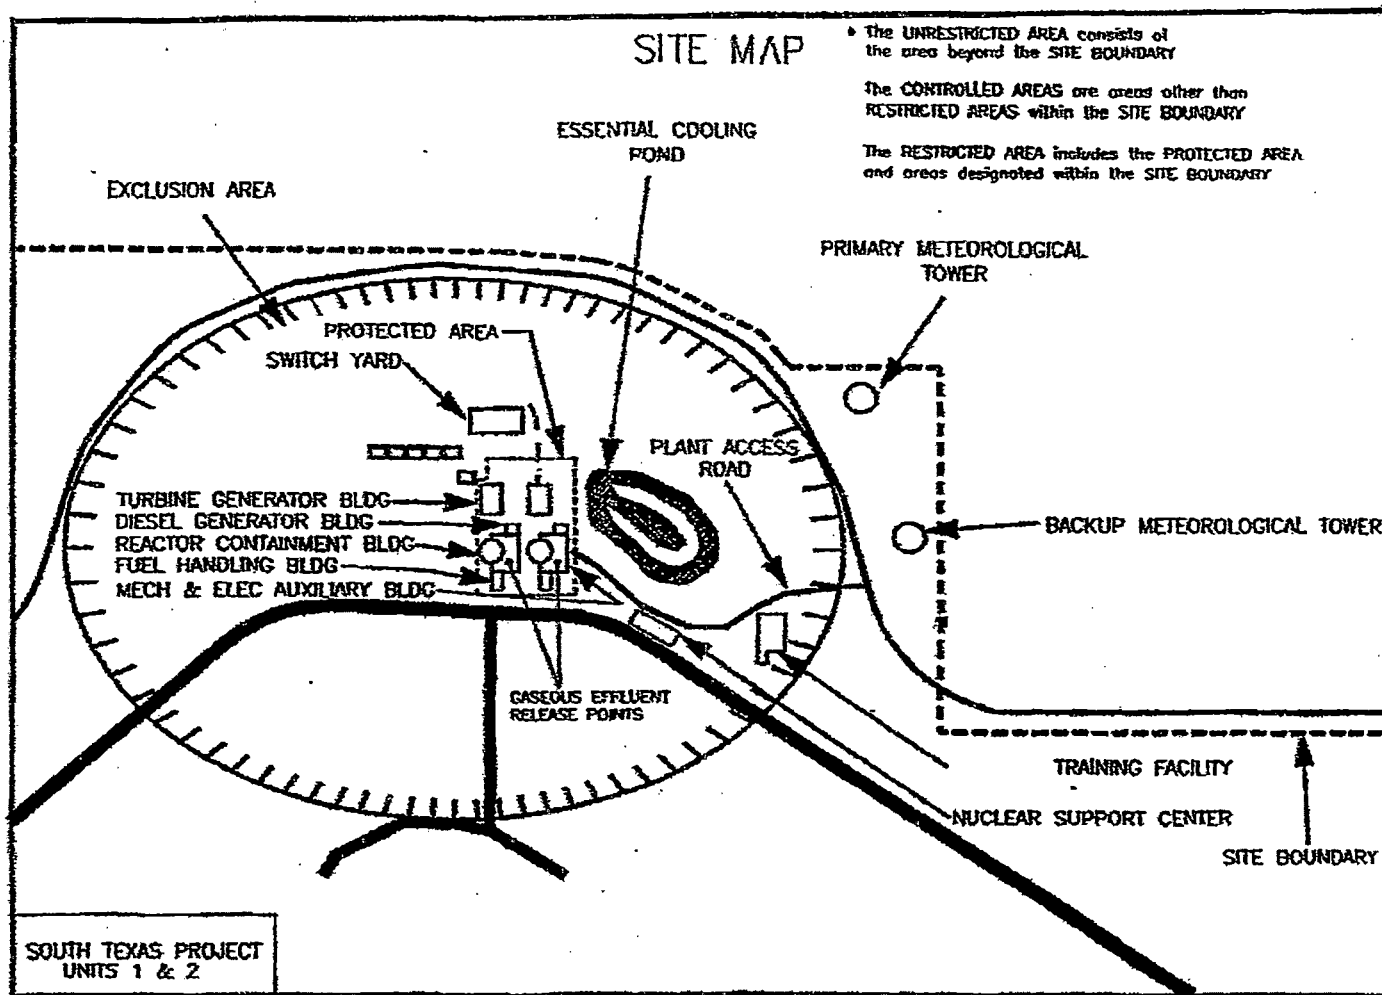 SITE MAP
• The UNRESTRICTED AREA consists of
the area beyond the SITE BOUNDARY
The CONTROLLED AREAS are areas other than
RESTRICTED AREAS within the SITE BOUNDARY
The RESTRICTED AREA includes the PROTECTED AREA
and areas designated within the SITE BOUNDARY
ESSENTIAL COOLING
POND
EXCLUSION AREA
PRIMARY METEOROLOGICAL
TOWER
PROTECTED AREA
SWITCH YARD
PLANT ACCESS
ROAD
TURBINE GENERATOR BLDG
DIESEL GENERATOR BLDG
REACTOR CONTAINMENT BLDG
FUEL HANDLING BLDG
MECH & ELEC AUXILIARY BLDG
BACKUP METEOROLOGICAL TOWER
GASEOUS EFFLUENT
RELEASE POINTS
TRAINING FACILITY
NUCLEAR SUPPORT CENTER
SITE BOUNDARY
SOUTH TEXAS PROJECT
UNITS 1 & 2